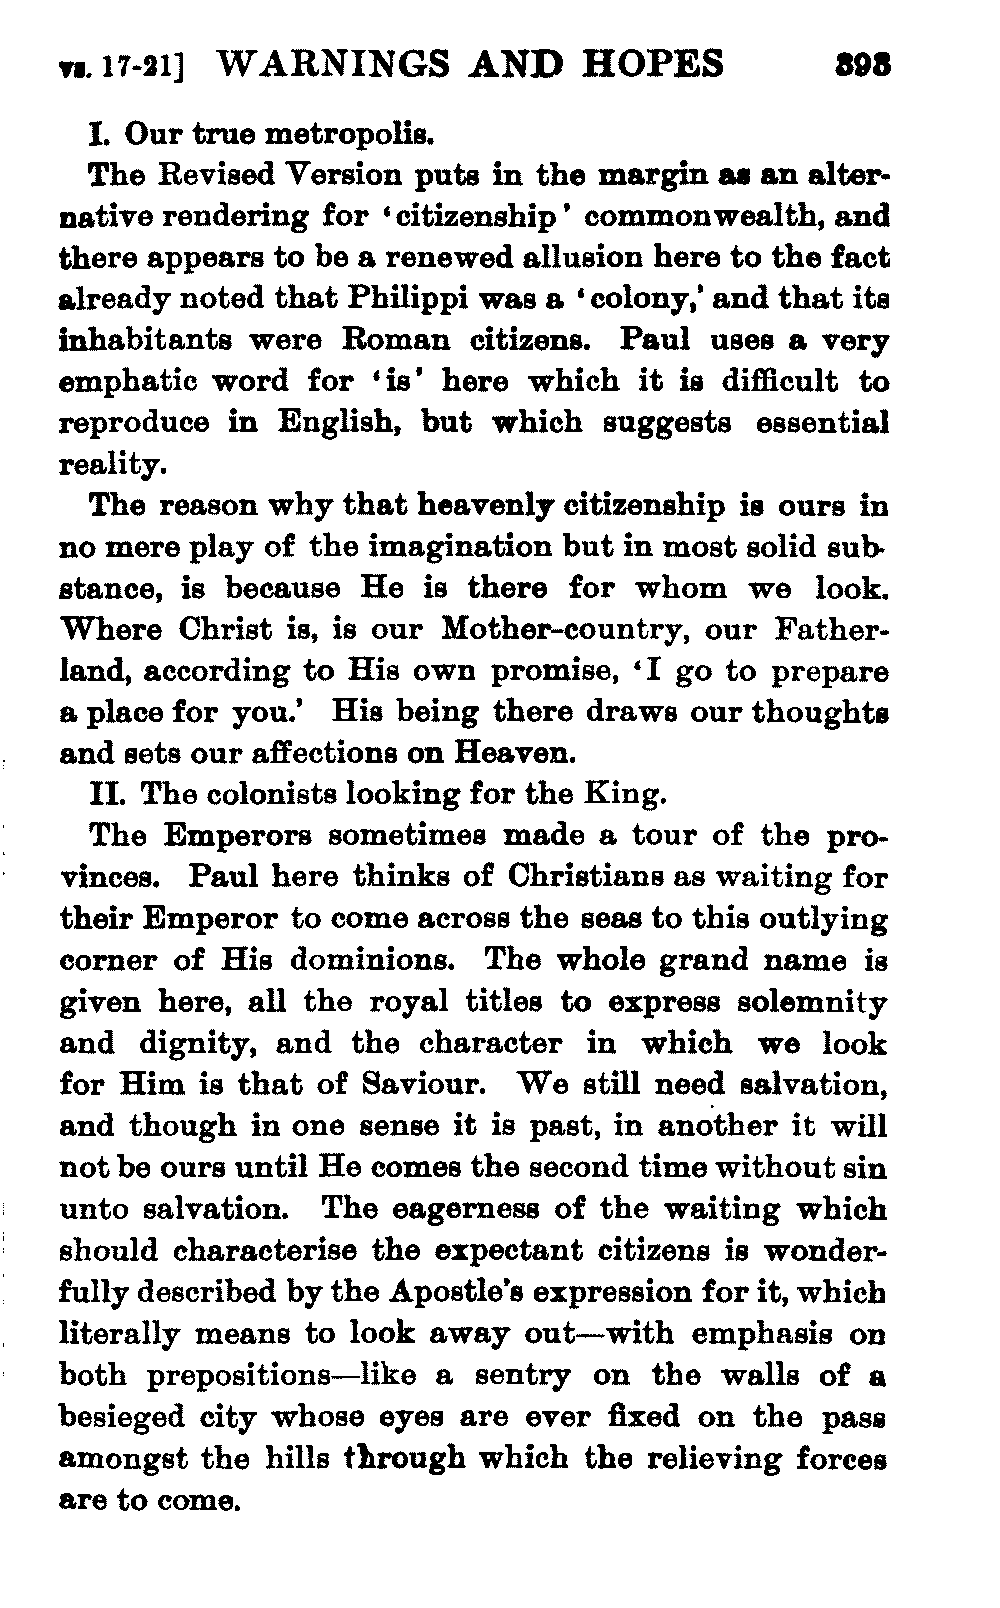 vs. 17-21] WARNINGS AND HOPES 393
I. Our true metropolis.
The Revised Version puts in the margin as an alter-
native rendering for ‘citizenship’ commonwealth, and
there appears to be a renewed allusion here to the fact
already noted that Philippi was a ‘colony,’ and that its
inhabitants were Roman citizens. Paul uses a very
emphatic word for ‘is’ here which it is difficult to
reproduce in English, but which suggests essential
reality.
The reason why that heavenly citizenship is ours in
no mere play of the imagination but in most solid sub-
stance, is because He is there for whom we look.
Where Christ is, is our Mother-country, our Father-
land, according to His own promise, ‘I go to prepare
a place for you.’ His being there draws our thoughts
and sets our affections on Heaven.
II. The colonists looking for the King.
The Emperors sometimes made a tour of the pro-
vinces. Paul here thinks of Christians as waiting for
their Emperor to come across the seas to this outlying
corner of His dominions. The whole grand name is
given here, all the royal titles to express solemnity
and dignity, and the character in which we look
for Him is that of Saviour. We still need salvation,
and though in one sense it is past, in another it will
not be ours until He comes the second time without sin
unto salvation. The eagerness of the waiting which
should characterise the expectant citizens is wonder-
fully described by the Apostle’s expression for it, which
literally means to look away out—with emphasis on
both prepositions—like a sentry on the walls of a
besieged city whose eyes are ever fixed on the pass
amongst the hills through which the relieving forces
are to come.